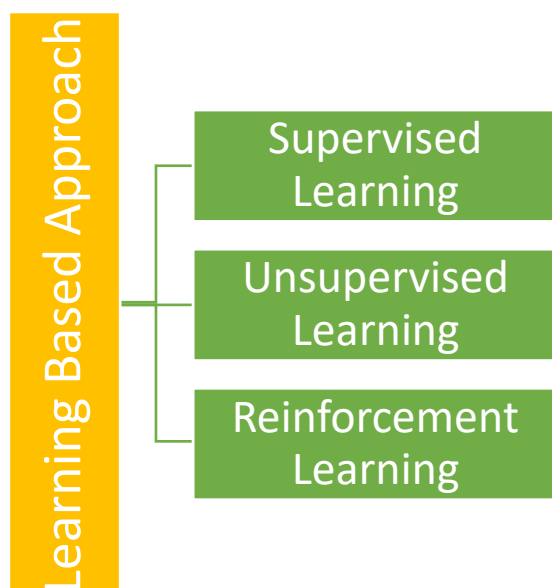 Learning Based Approach
Supervised
Learning
Unsupervised
Learning
Reinforcement
Learning